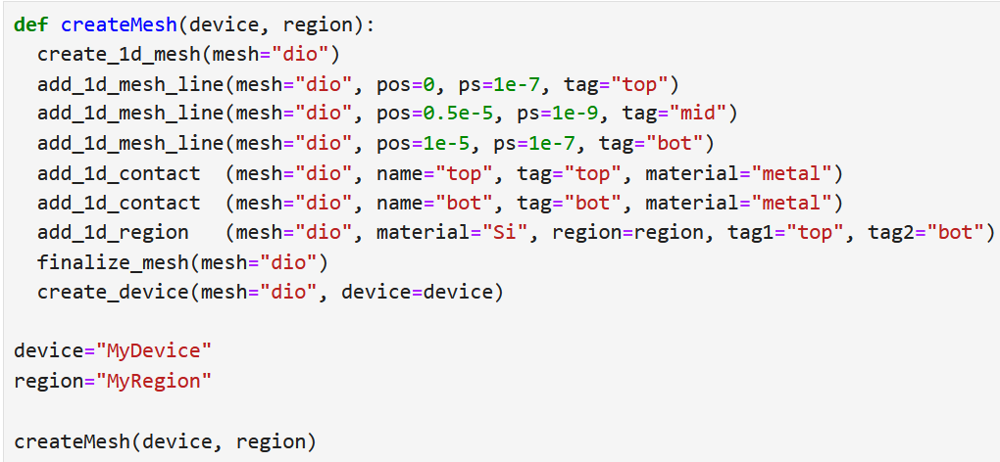 def createMesh(device, region):
  create_1d_mesh(mesh="dio")
  add_1d_mesh_line(mesh="dio", pos=0, ps=1e-7, tag="top")
  add_1d_mesh_line(mesh="dio", pos=0.5e-5, ps=1e-9, tag="mid")
  add_1d_mesh_line(mesh="dio", pos=1e-5, ps=1e-7, tag="bot")
  add_1d_contact  (mesh="dio", name="top", tag="top", material="metal")
  add_1d_contact  (mesh="dio", name="bot", tag="bot", material="metal")
  add_1d_region   (mesh="dio", material="Si", region=region, tag1="top", tag2="bot")
  finalize_mesh(mesh="dio")
  create_device(mesh="dio", device=device)

device="MyDevice"
region="MyRegion"

createMesh(device, region)